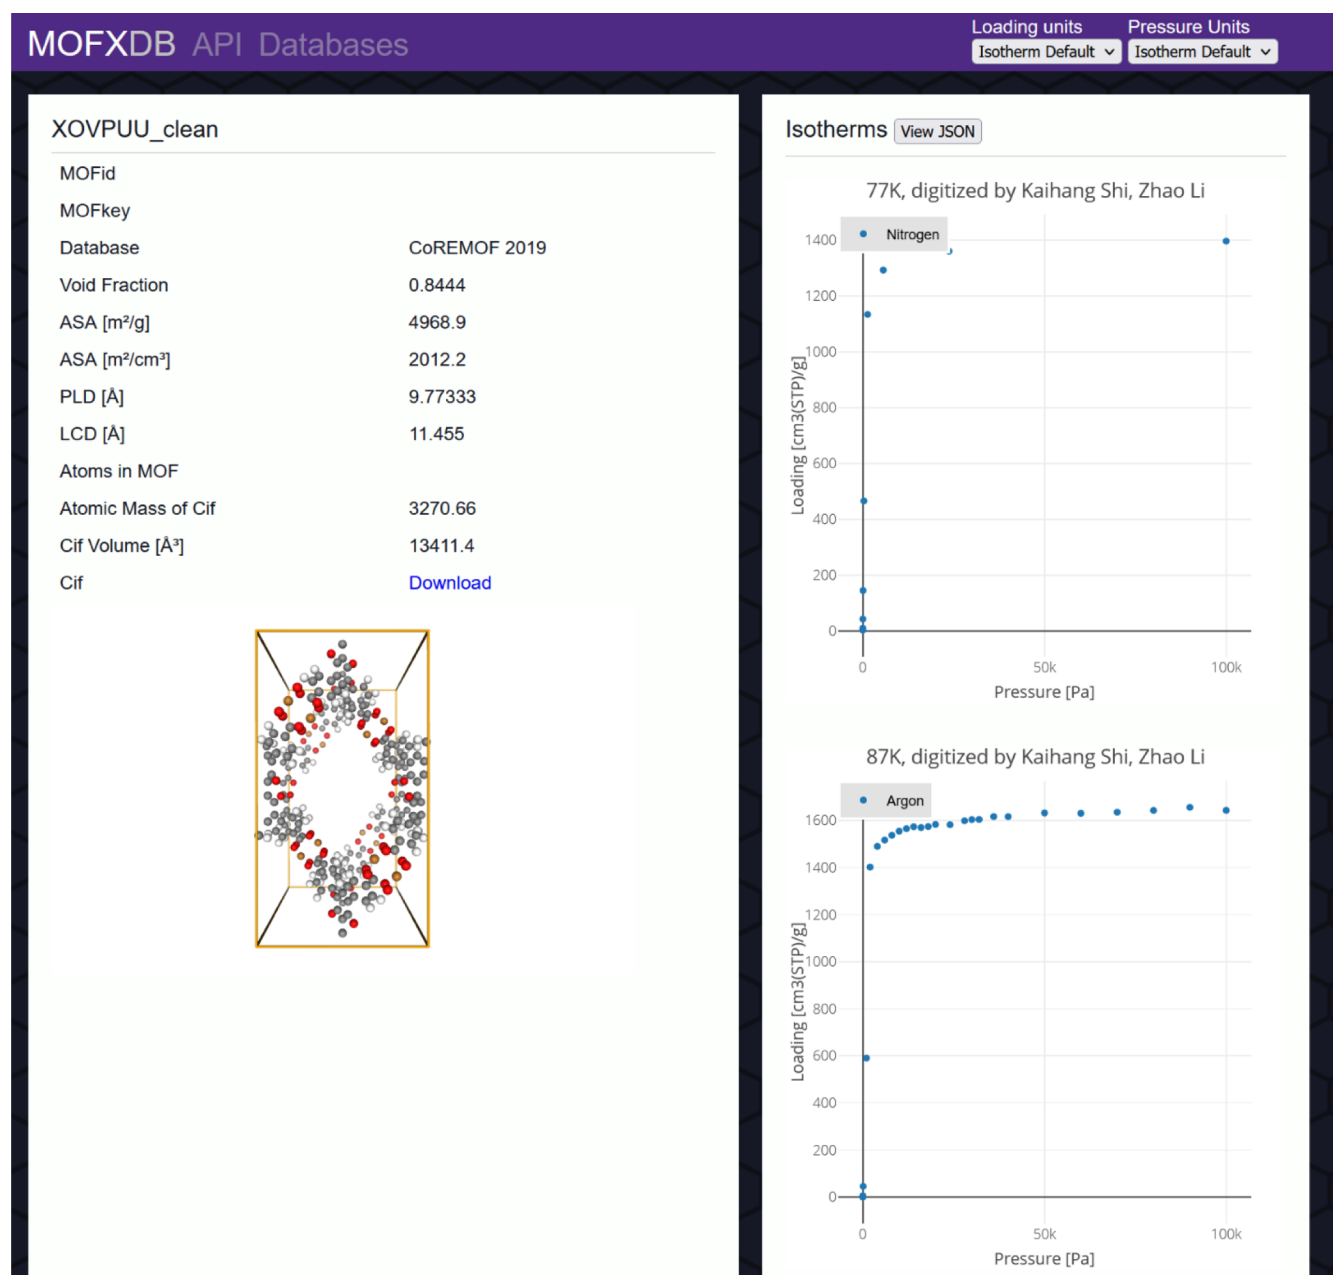 MOFXDB API Databases
Loading units Pressure Units
Isotherm Default Isotherm Default
XOVPUU_clean
MOFid
MOFkey
Database CoREMOF 2019
Void Fraction 0.8444
ASA [m²/g] 4968.9
ASA [m²/cm³] 2012.2
PLD [Å] 9.77333
LCD [Å] 11.455
Atoms in MOF
Atomic Mass of Cif 3270.66
Cif Volume [Å³] 13411.4
Cif Download
Isotherms View JSON
77K, digitized by Kaihang Shi, Zhao Li
Nitrogen
1400
1200
1000
800
600
400
200
0
Loading [cm3(STP)/g]
0 50k 100k
Pressure [Pa]
87K, digitized by Kaihang Shi, Zhao Li
Argon
1600
1400
1200
1000
800
600
400
200
0
Loading [cm3(STP)/g]
0 50k 100k
Pressure [Pa]